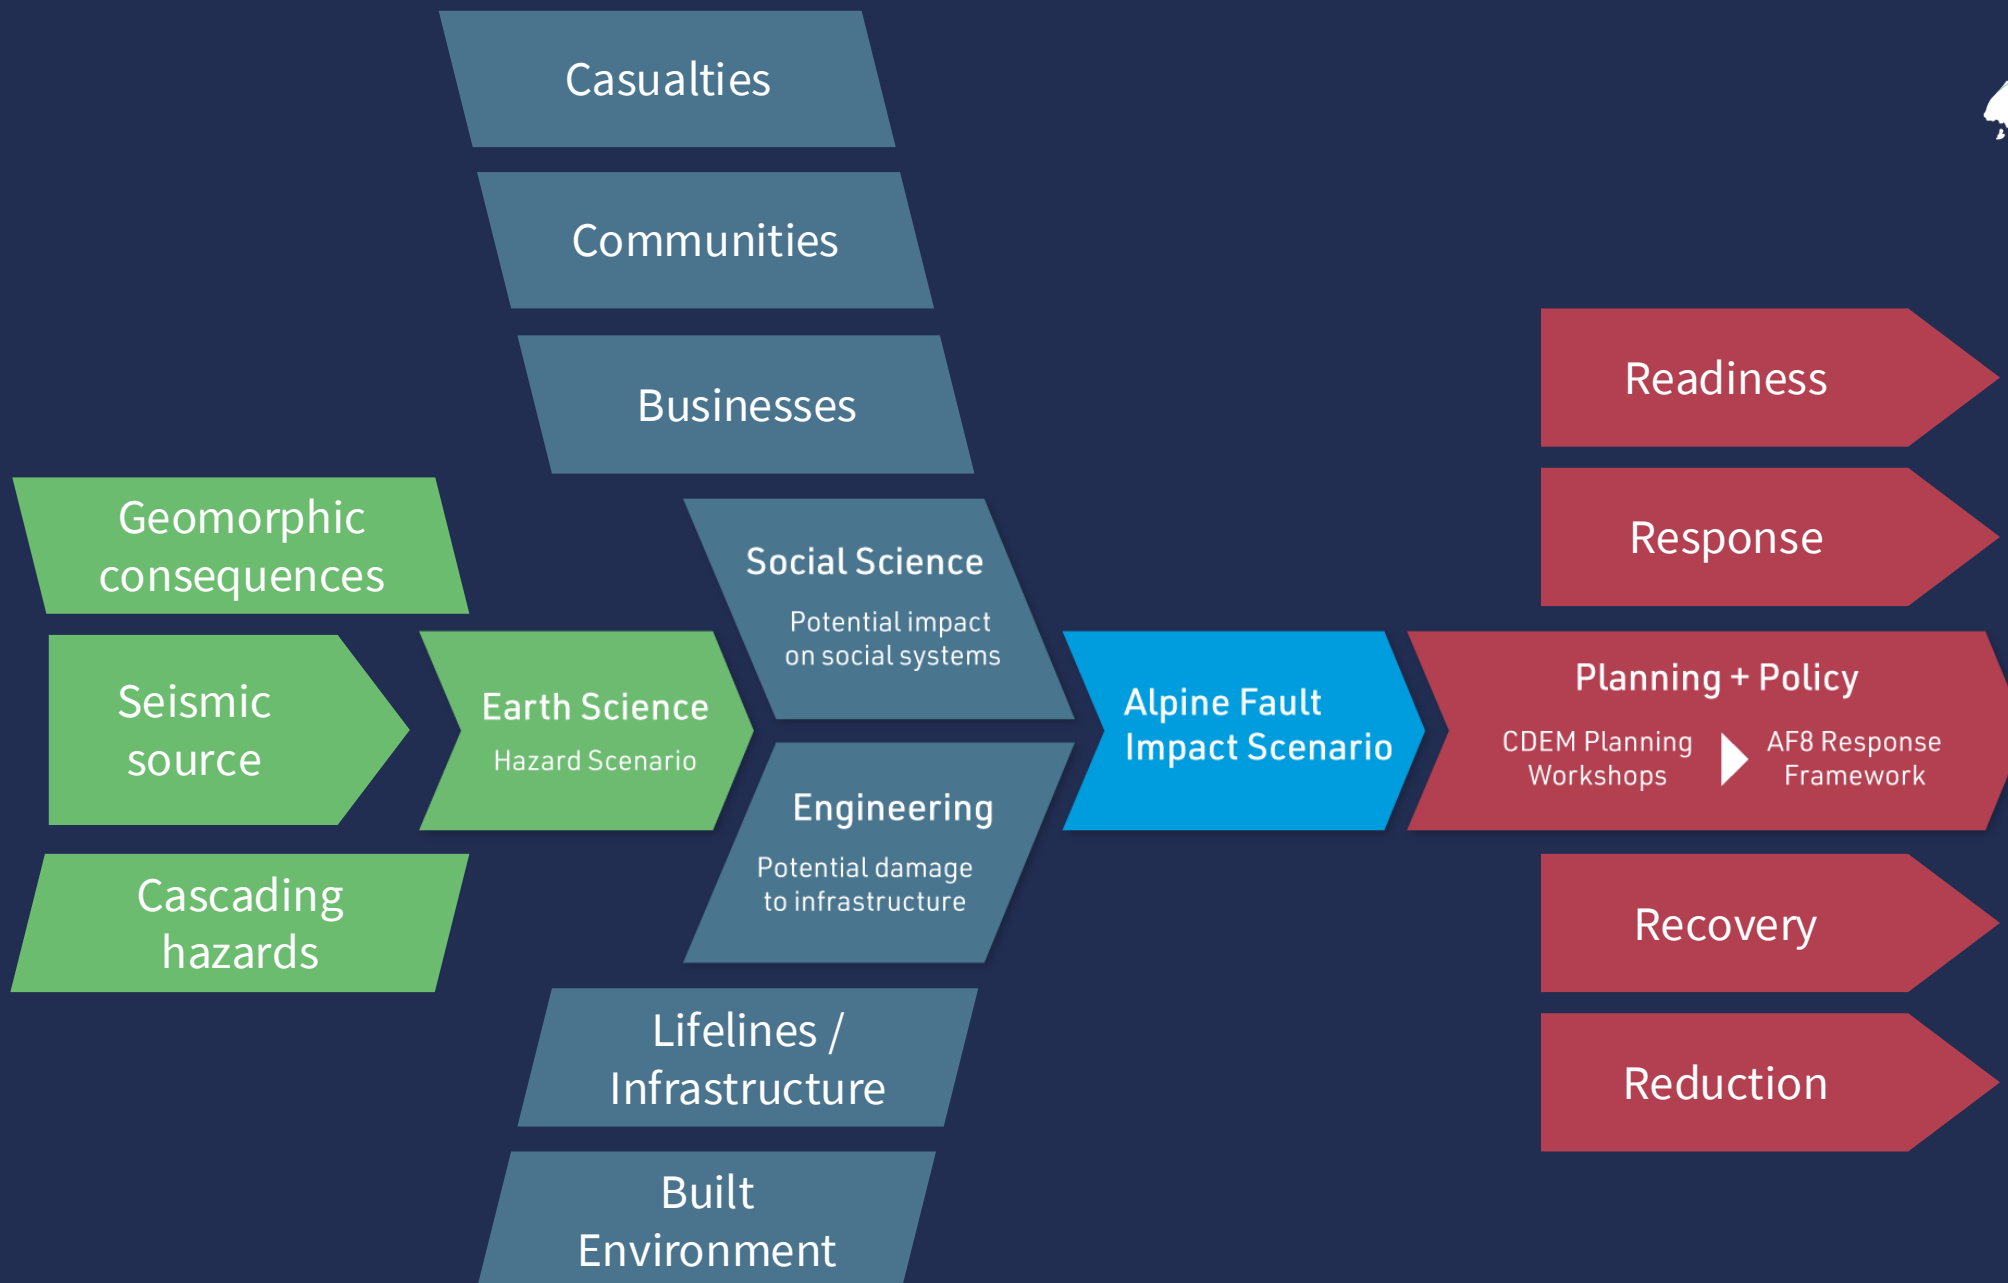 Casualties
Communities
Businesses
Geomorphic
consequences
Seismic
source
Cascading
hazards
Earth Science
Hazard Scenario
Social Science
Potential impact
on social systems
Engineering
Potential damage
to infrastructure
Lifelines /
Infrastructure
Built
Environment
Alpine Fault
Impact Scenario
Readiness
Response
Planning + Policy
CDEM Planning
Workshops
AF8 Response
Framework
Recovery
Reduction